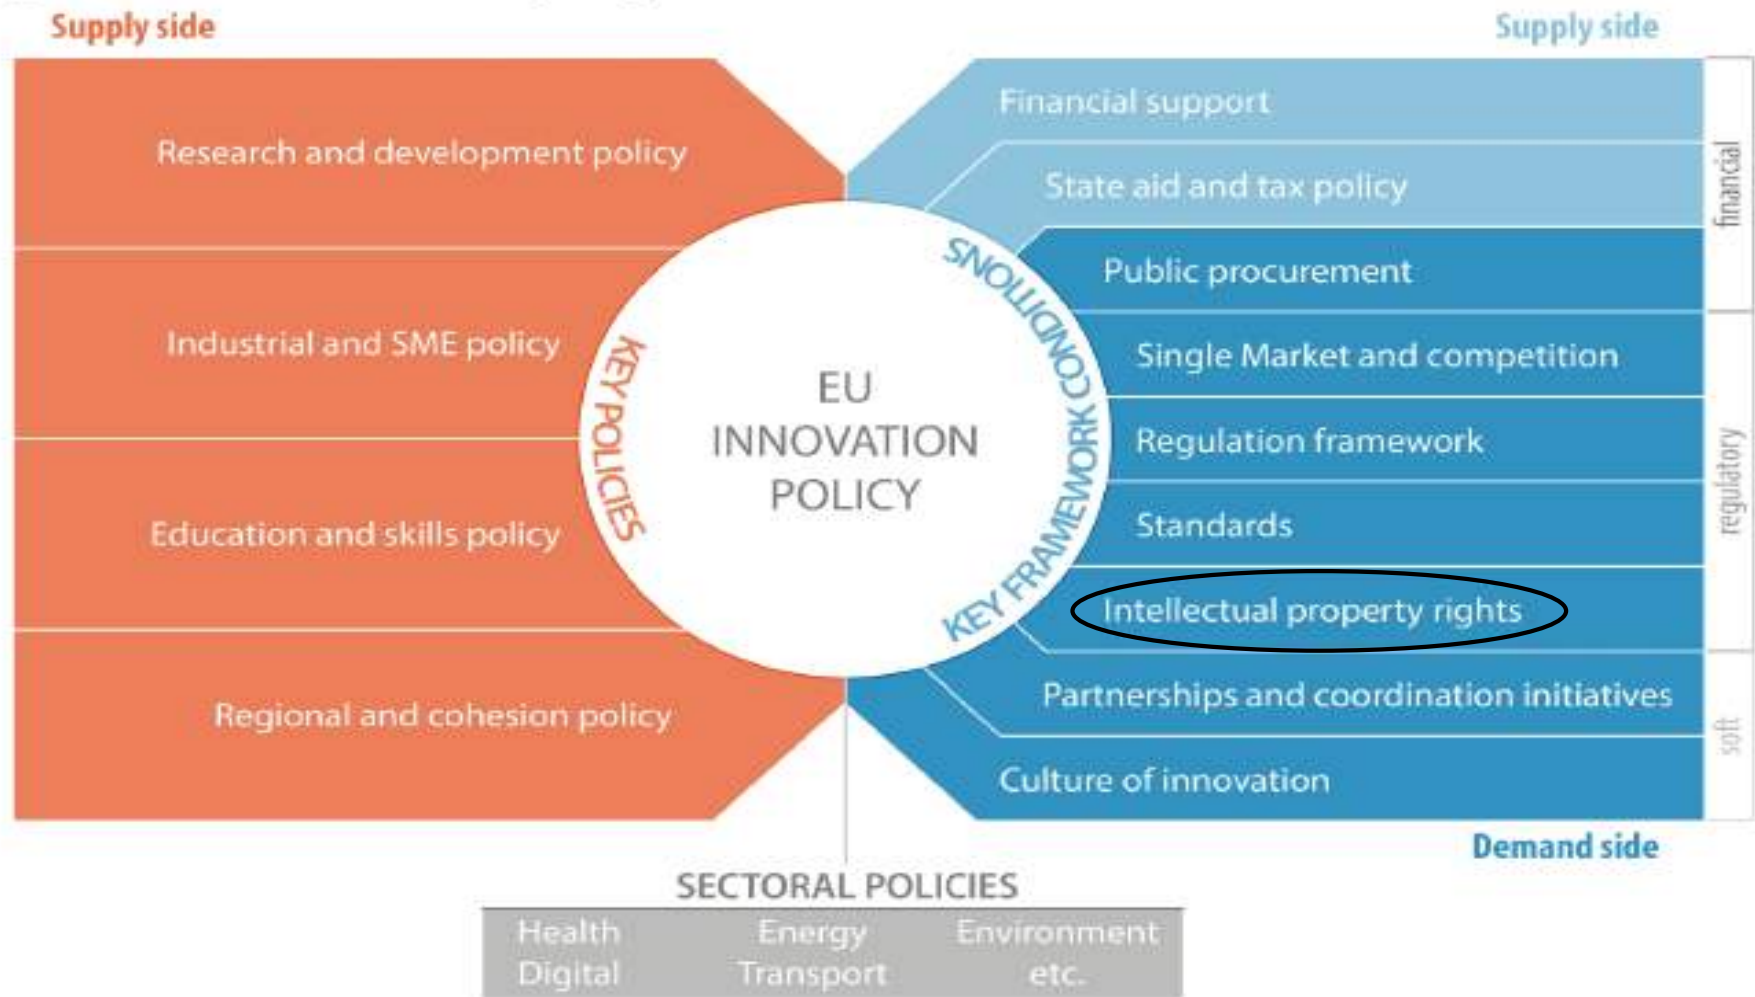 Supply side
Supply side
Research and development policy
Industrial and SME policy
Education and skills policy
Regional and cohesion policy
KEY POLICIES
EU
INNOVATION
POLICY
KEY FRAMEWORK CONDITIONS
Financial support
State aid and tax policy
Public procurement
Single Market and competition
Regulation framework
Standards
Intellectual property rights
Partnerships and coordination initiatives
Culture of innovation
financial
regulatory
soft
Demand side
SECTORAL POLICIES
Health Energy Environment
Digital Transport etc.